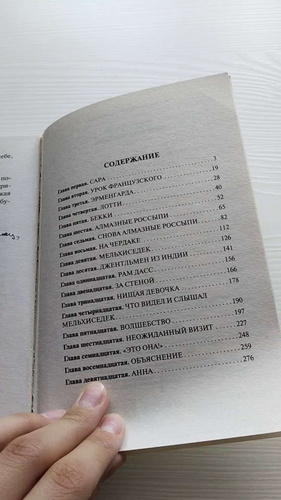 себе,
по-
бу-
СОДЕРЖАНИЕ
Глава первая. САРА 3
Глава вторая. УРОК ФРАНЦУЗСКОГО 19
Глава третья. ЭРМЕНГАРДА 28
Глава четвертая. ЛОТТИ 40
Глава пятая. БЕККИ 52
Глава шестая. АЛМАЗНЫЕ РОССЫПИ 65
Глава седьмая. СНОВА АЛМАЗНЫЕ РОССЫПИ 82
Глава восьмая. НА ЧЕРДАКЕ 112
Глава девятая. МЕЛЬХИСЕДЕК 126
Глава десятая. ДЖЕНТЛЬМЕН ИЗ ИНДИИ 141
Глава одиннадцатая. РАМ ДАСС 156
Глава двенадцатая. ЗА СТЕНОЙ 166
Глава тринадцатая. НИЩАЯ ДЕВОЧКА 178
Глава четырнадцатая. ЧТО ВИДЕЛ И СЛЫШАЛ
МЕЛЬХИСЕДЕК 190
Глава пятнадцатая. ВОЛШЕБСТВО 197
Глава шестнадцатая. НЕОЖИДАННЫЙ ВИЗИТ 227
Глава семнадцатая. «ЭТО ОНА!» 248
Глава восемнадцатая. ОБЪЯСНЕНИЕ 259
Глава девятнадцатая. АННА 276